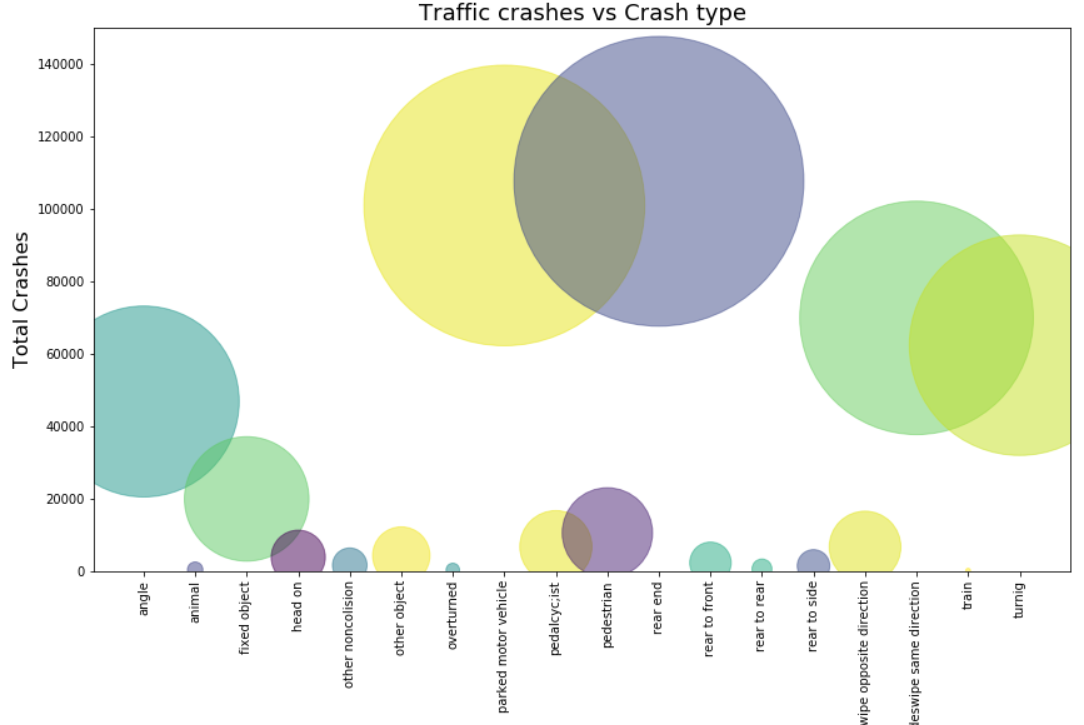 Traffic crashes vs Crash type
Total Crashes
140000
120000
100000
80000
60000
40000
20000
0
angle
animal
fixed object
head on
other noncolision
other object
overturned
parked motor vehicle
pedalcyc;ist
pedestrian
rear end
rear to front
rear to rear
rear to side
wipe opposite direction
deswipe same direction
train
turnig